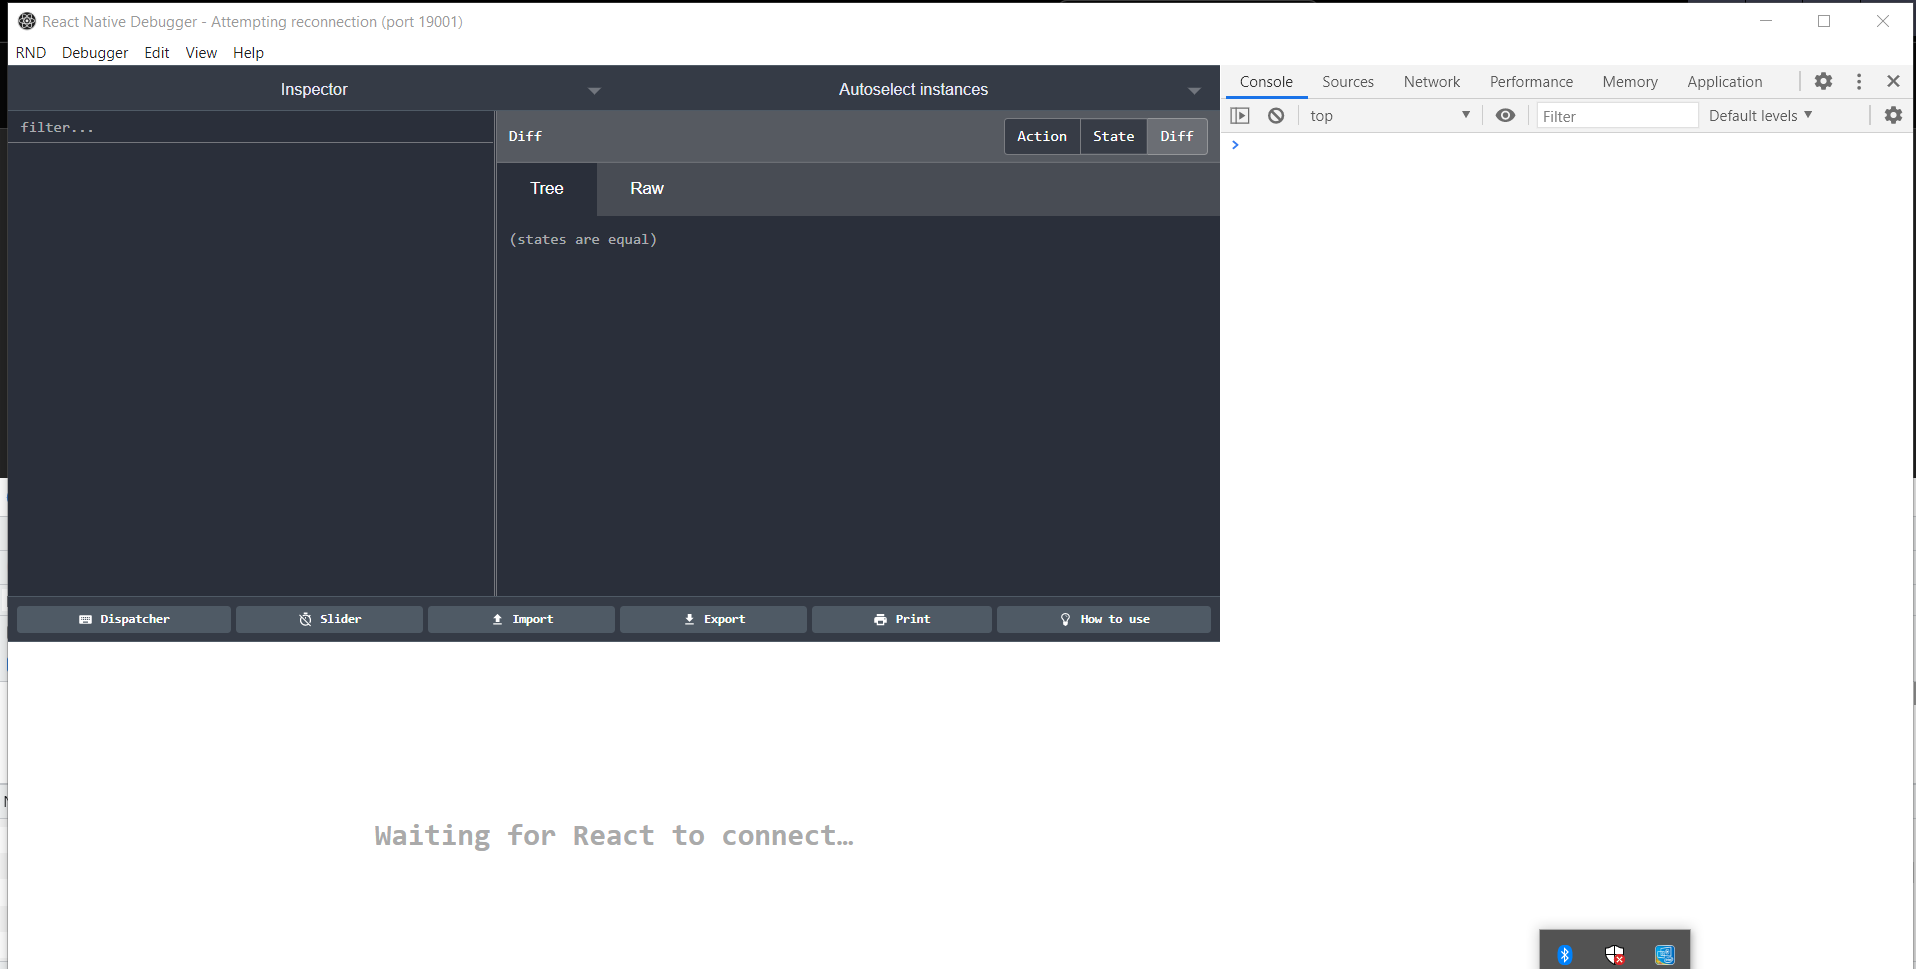 React Native Debugger - Attempting reconnection (port 19001)
RND Debugger Edit View Help
Inspector Autoselect instances
Console Sources Network Performance Memory Application
top Filter Default levels
filter...
Diff Action State Diff
Tree Raw
(states are equal)
Dispatcher Slider Import Export Print How to use
Waiting for React to connect…